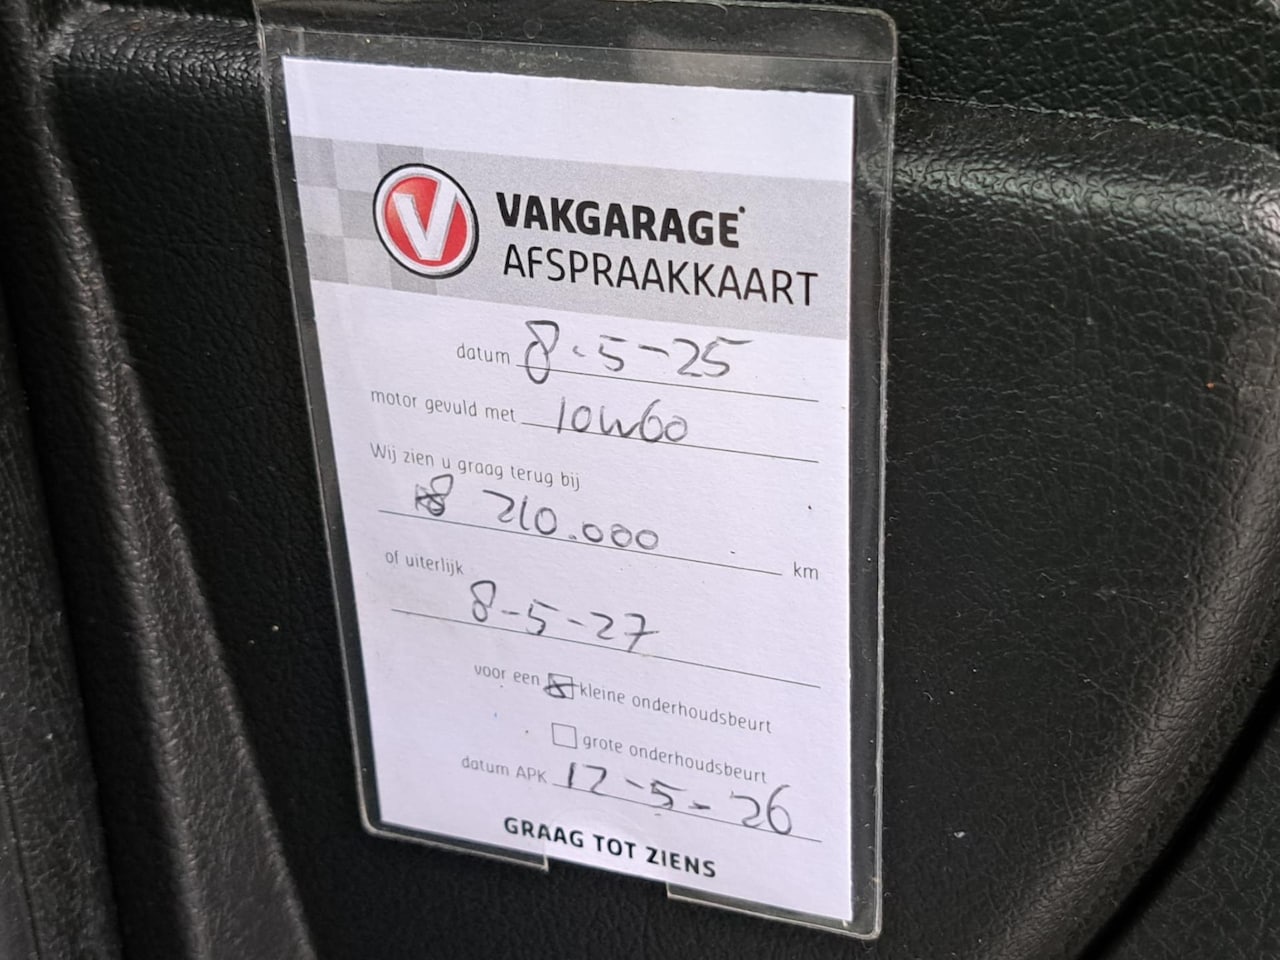 V
VAKGARAGE
AFSPRAAKKAART
datum 8-5-25
motor gevuld met 10W60
Wij zien u graag terug bij
210.000 km
of uiterlijk
8-5-27
voor een kleine onderhoudsbeurt
grote onderhoudsbeurt
datum APK 12-5-26
GRAAG TOT ZIENS